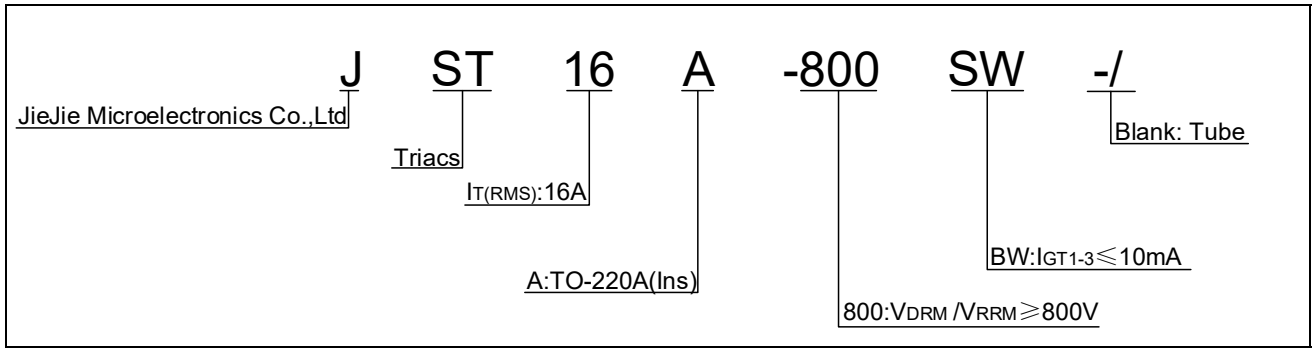 J ST 16 A -800 SW -/
JieJie Microelectronics Co.,Ltd
Blank: Tube
Triacs
IT(RMS):16A
BW:IGT1-3≤10mA
A:TO-220A(Ins)
800:VDRM /VRRM≥800V